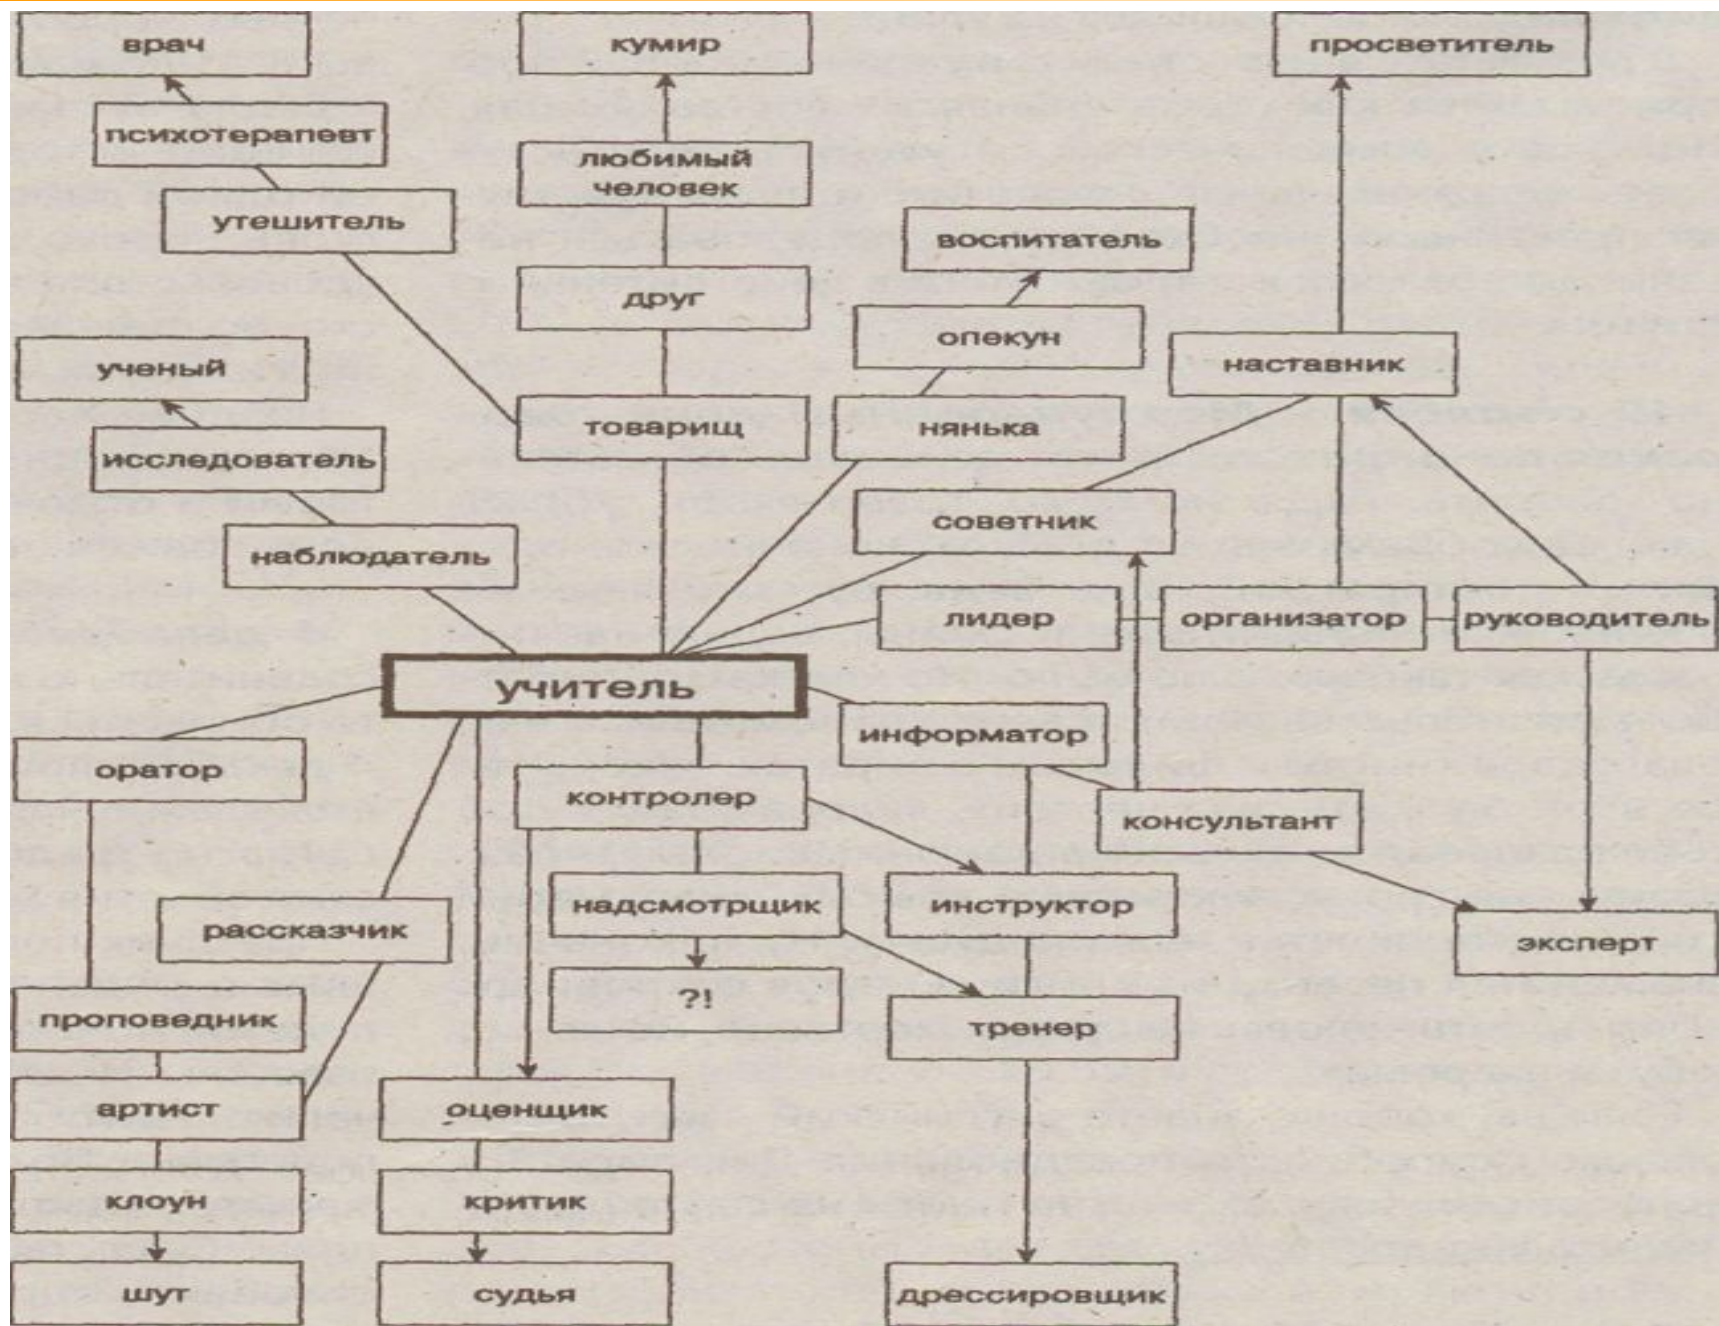 врач
кумир
просветитель
психотерапевт
любимый
человек
утешитель
воспитатель
друг
опекун
ученый
наставник
товарищ
нянька
исследователь
советник
наблюдатель
лидер
организатор
руководитель
учитель
информатор
оратор
контролер
консультант
надсмотрщик
инструктор
рассказчик
эксперт
?!
проповедник
тренер
артист
оценщик
клоун
критик
шут
судья
дрессировщик